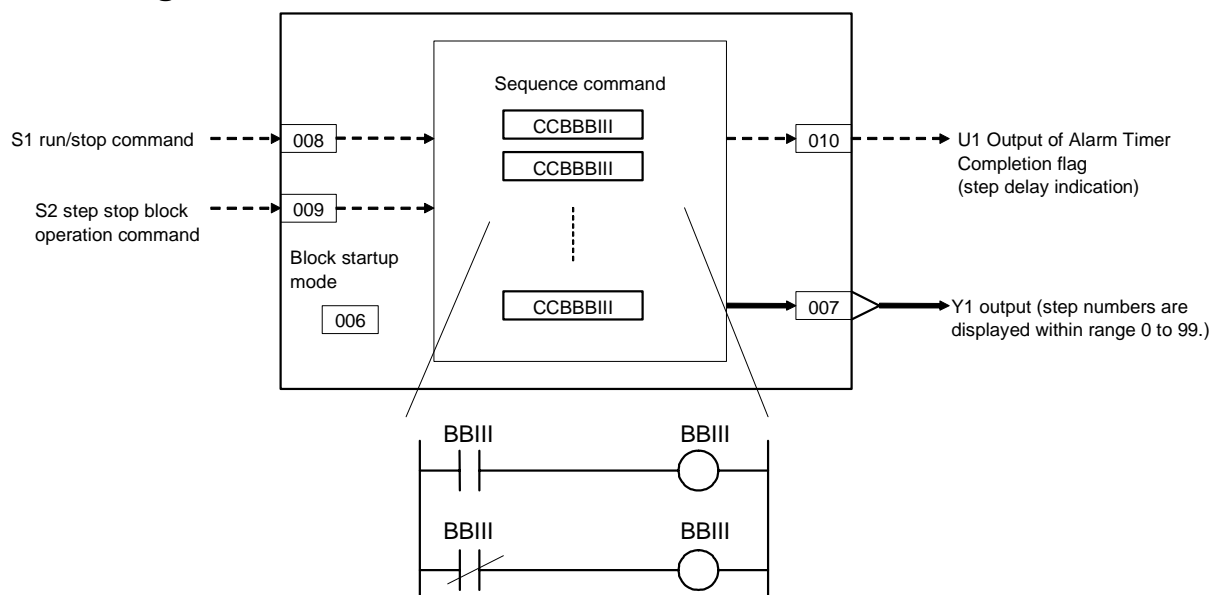 Sequence command
CCBBBIII
CCBBBIII
CCBBBIII
S1 run/stop command
008
S2 step stop block
operation command
009
Block startup
mode
006
010
U1 Output of Alarm Timer
Completion flag
(step delay indication)
007
Y1 output (step numbers are
displayed within range 0 to 99.)
BBIII
BBIII
BBIII
BBIII